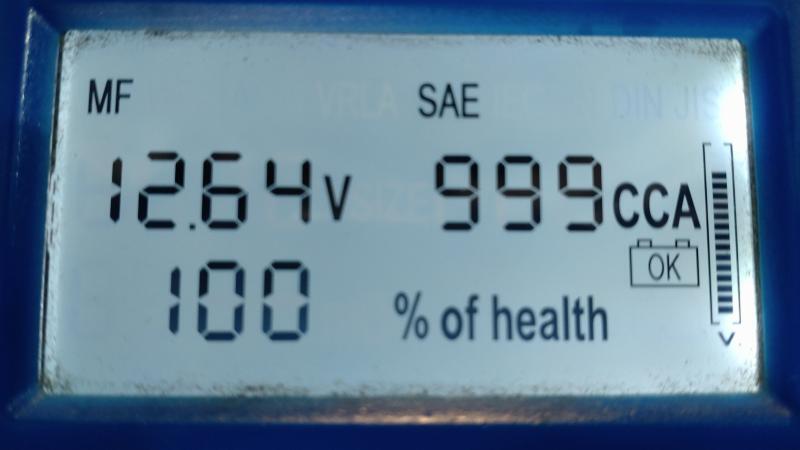 MF SAE
12.64V 999CCA
OK
100 % of health